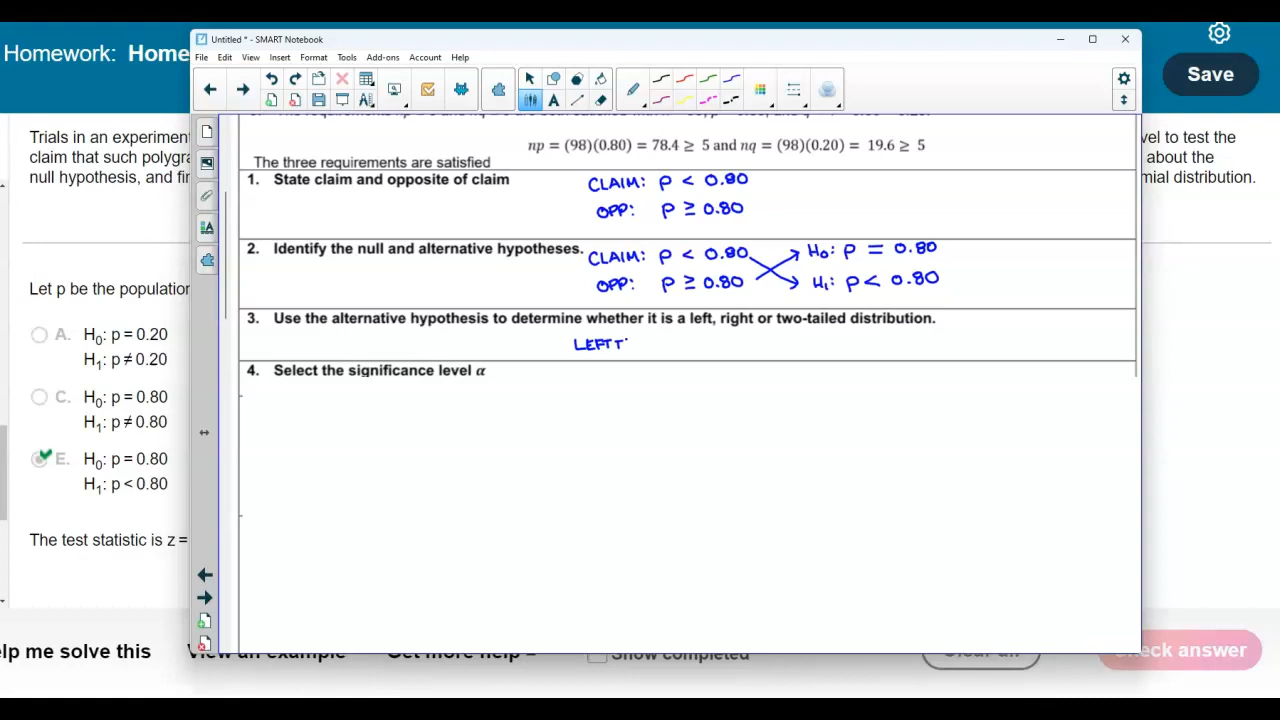 Homework: Home
Save
Untitled * - SMART Notebook
File Edit View Insert Format Tools Add-ons Account Help
Trials in an experiment
claim that such polygra
null hypothesis, and fin
vel to test the
about the
mial distribution.
np = (98)(0.80) = 78.4 ≥ 5 and nq = (98)(0.20) = 19.6 ≥ 5
The three requirements are satisfied
1. State claim and opposite of claim
CLAIM: P < 0.80
OPP: P ≥ 0.80
2. Identify the null and alternative hypotheses.
CLAIM: P < 0.80 H₀: P = 0.80
OPP: P ≥ 0.80 H₁: P < 0.80
3. Use the alternative hypothesis to determine whether it is a left, right or two-tailed distribution.
LEFT T
4. Select the significance level α
Let p be the population
A. H₀: p = 0.20
H₁: p ≠ 0.20
C. H₀: p = 0.80
H₁: p ≠ 0.80
E. H₀: p = 0.80
H₁: p < 0.80
The test statistic is z =
elp me solve this View an example Get more help Show completed Clear all Check answer